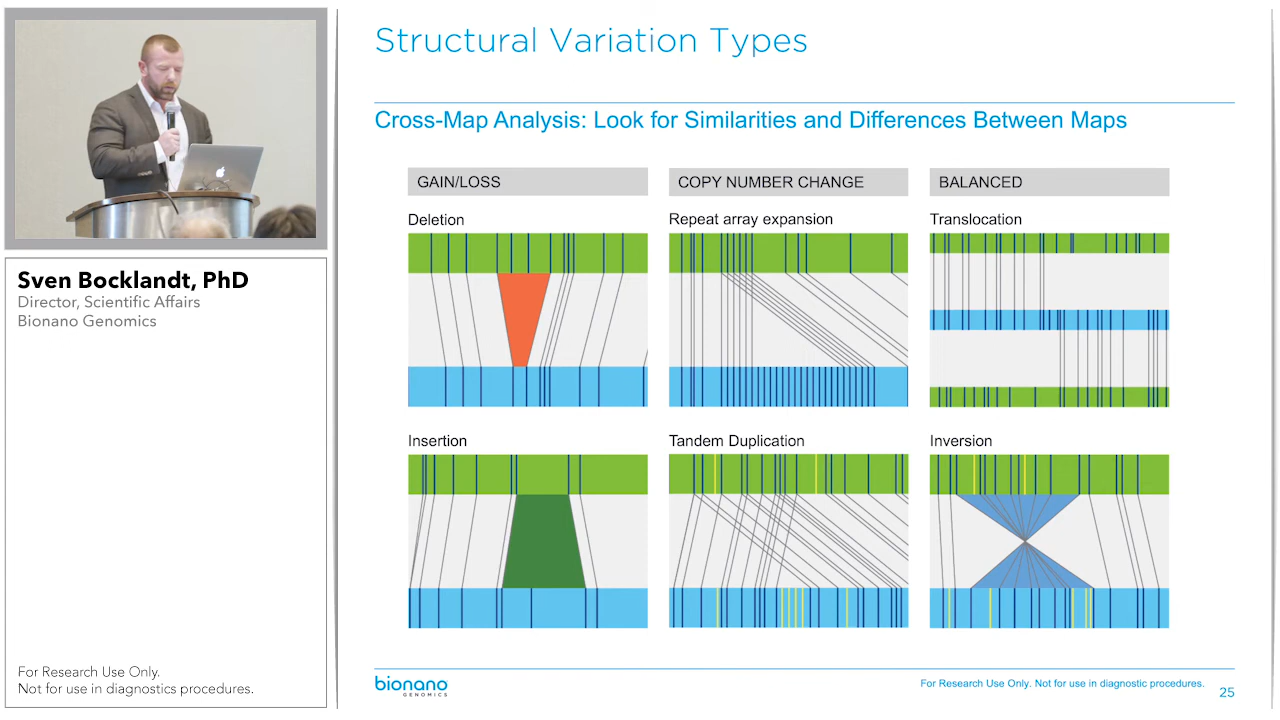 Structural Variation Types
Cross-Map Analysis: Look for Similarities and Differences Between Maps
GAIN/LOSS
COPY NUMBER CHANGE
BALANCED
Deletion
Repeat array expansion
Translocation
Insertion
Tandem Duplication
Inversion
Sven Bocklandt, PhD
Director, Scientific Affairs
Bionano Genomics
For Research Use Only.
Not for use in diagnostics procedures.
bionano
GENOMICS
For Research Use Only. Not for use in diagnostic procedures.
25